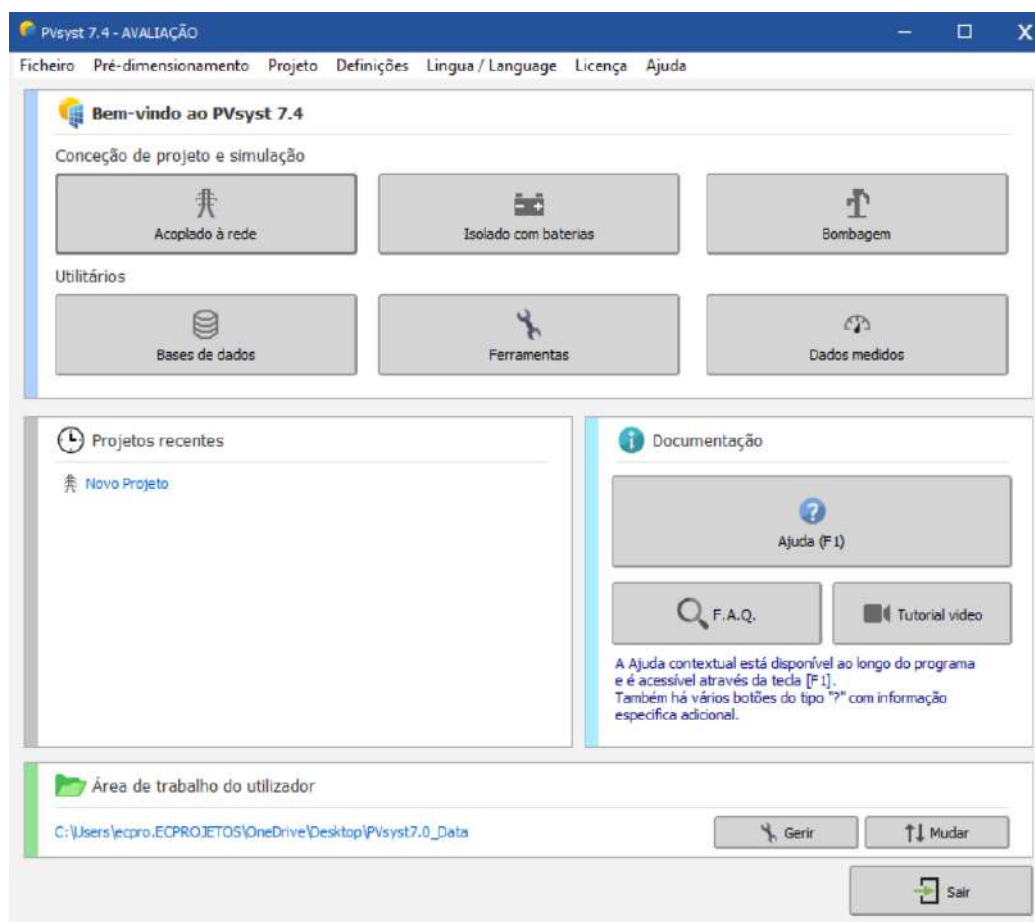 PVsyst 7.4 - AVALIAÇÃO
Ficheiro Pré-dimensionamento Projeto Definições Lingua / Language Licença Ajuda
Bem-vindo ao PVsyst 7.4
Conceção de projeto e simulação
Acoplado à rede
Isolado com baterias
Bombagem
Utilitários
Bases de dados
Ferramentas
Dados medidos
Projetos recentes
Novo Projeto
Documentação
Ajuda (F1)
F.A.Q.
Tutorial video
A Ajuda contextual está disponível ao longo do programa
e é acessível através da tecla [F1].
Também há vários botões do tipo "?" com informação
especifica adicional.
Área de trabalho do utilizador
C:\Users\ecpro.ECPROJETOS\OneDrive\Desktop\PVsyst7.0_Data
Gerir
Mudar
Sair